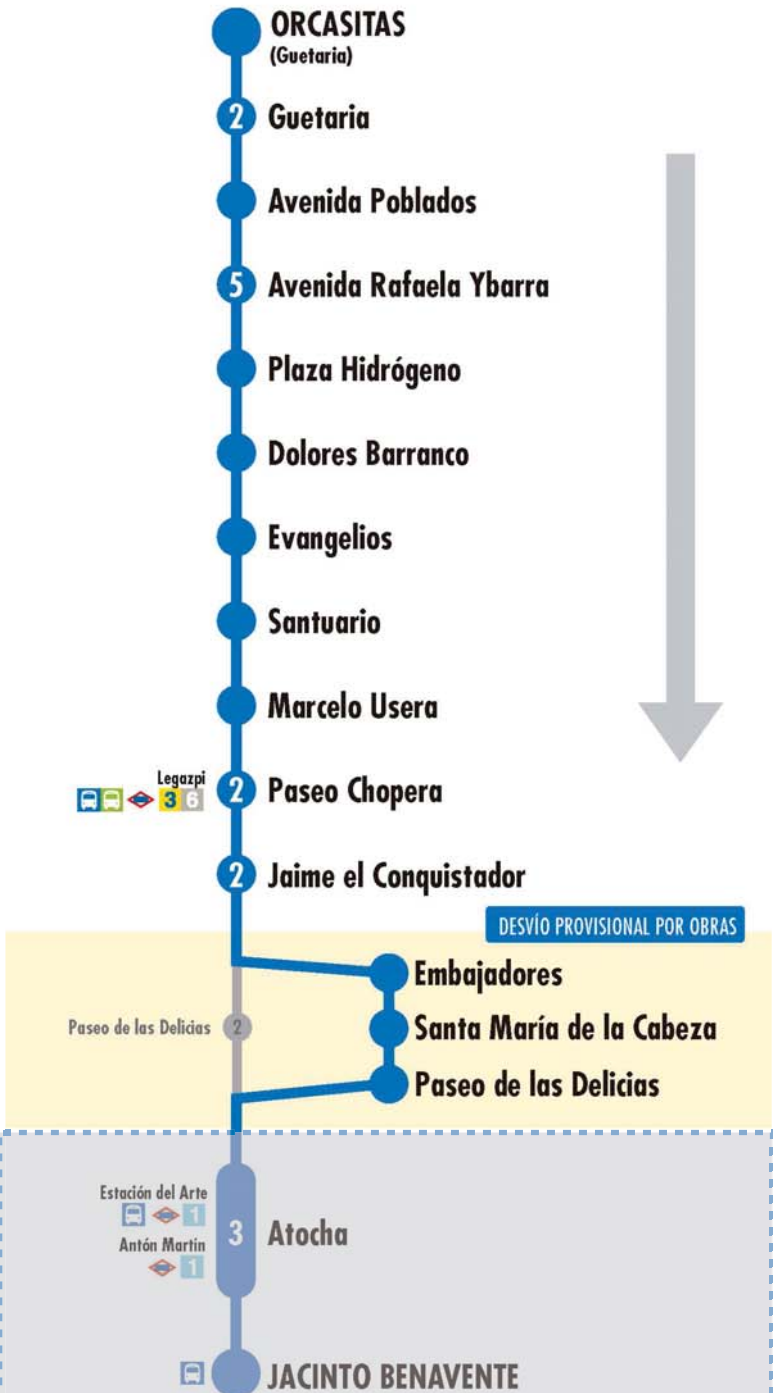 ORCASITAS
(Guetaria)
2 Guetaria
Avenida Poblados
5 Avenida Rafaela Ybarra
Plaza Hidrógeno
Dolores Barranco
Evangelios
Santuario
Marcelo Usera
Legazpi
3 6
2 Paseo Chopera
2 Jaime el Conquistador
DESVÍO PROVISIONAL POR OBRAS
Embajadores
Paseo de las Delicias 2
Santa María de la Cabeza
Paseo de las Delicias
Estación del Arte
1
Antón Martin
1
3 Atocha
JACINTO BENAVENTE